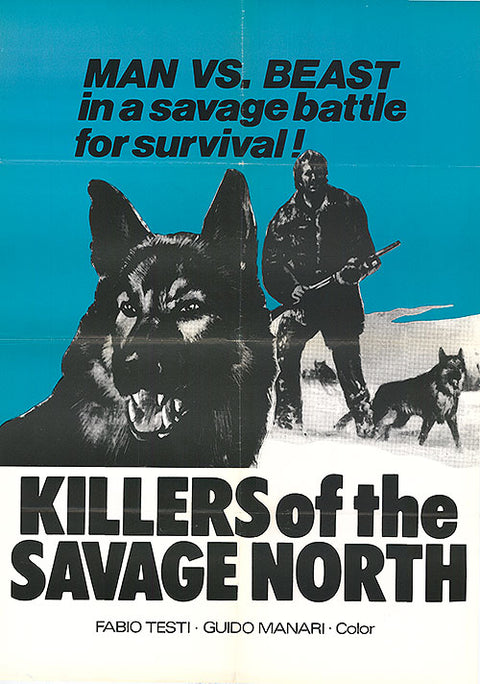 MAN VS. BEAST
in a savage battle
for survival!
KILLERS of the
SAVAGE NORTH
FABIO TESTI · GUIDO MANARI · Color